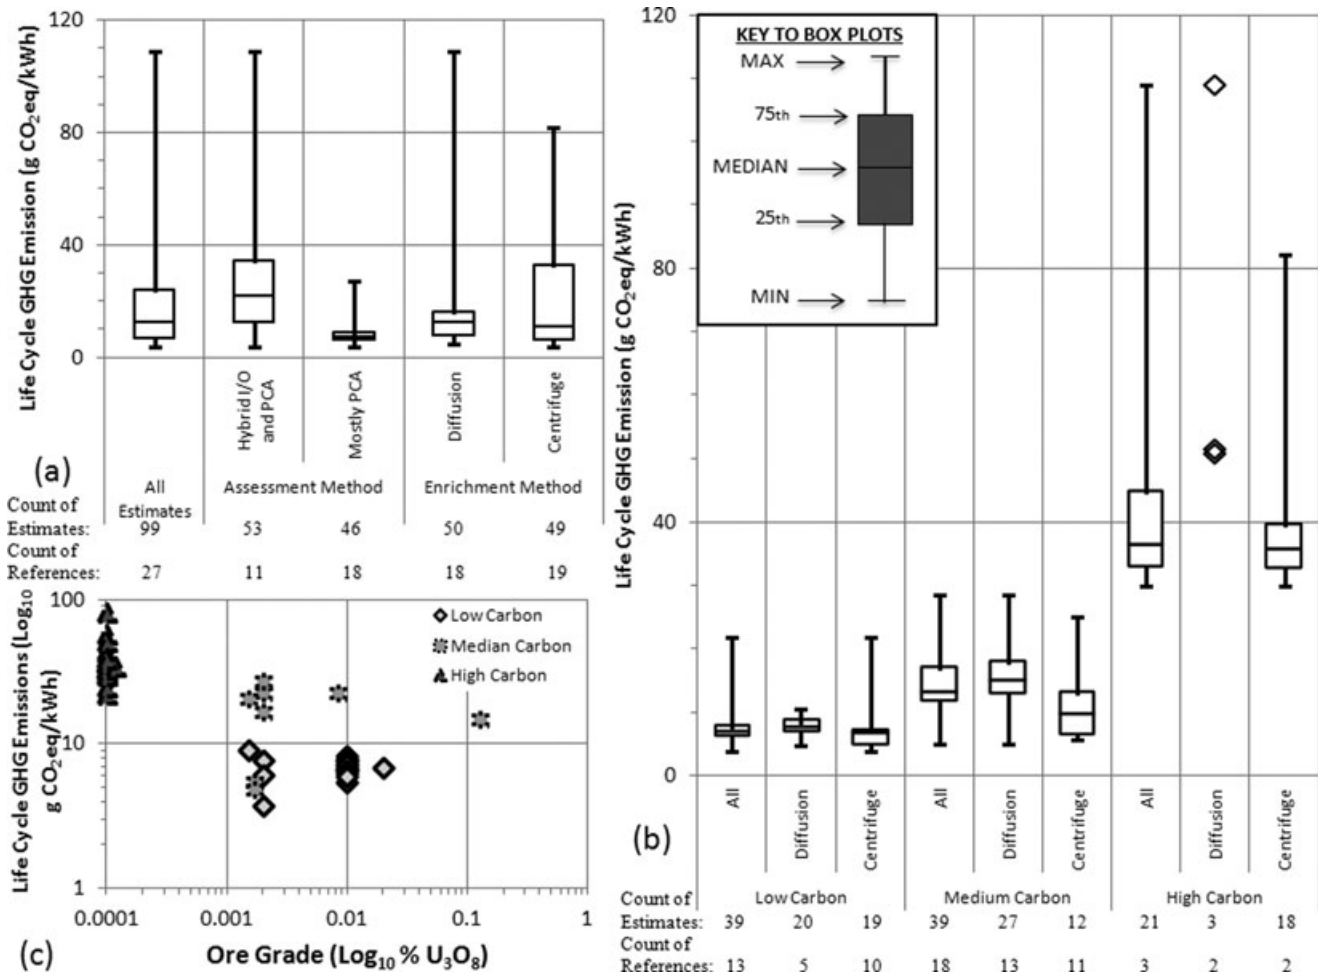 Life Cycle GHG Emission (g CO2eq/kWh)
120
80
40
0
Hybrid I/O
and PCA
Mostly PCA
Diffusion
Centrifuge
(a)
All
Estimates
Assessment Method
Enrichment Method
Count of
Estimates: 99 53 46 50 49
Count of
References: 27 11 18 18 19
Life Cycle GHG Emissions (Log10
g CO2eq/kWh)
100
10
1
Low Carbon
Median Carbon
High Carbon
0.0001 0.001 0.01 0.1 1
Ore Grade (Log10 % U3O8)
(c)
Life Cycle GHG Emission (g CO2eq/kWh)
120
80
40
0
KEY TO BOX PLOTS
MAX
75th
MEDIAN
25th
MIN
All
Diffusion
Centrifuge
All
Diffusion
Centrifuge
All
Diffusion
Centrifuge
(b)
Low Carbon Medium Carbon High Carbon
Count of
Estimates: 39 20 19 39 27 12 21 3 18
Count of
References: 13 5 10 18 13 11 3 2 2